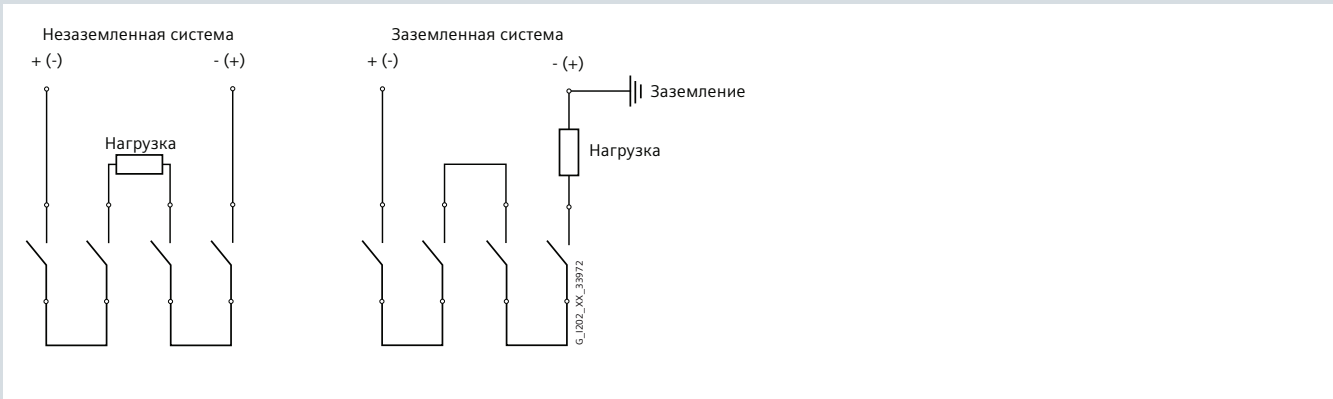 Незаземленная система
+ (-)
- (+)
Нагрузка
Заземленная система
+ (-)
- (+)
Заземление
Нагрузка
G_I202_XX_33972